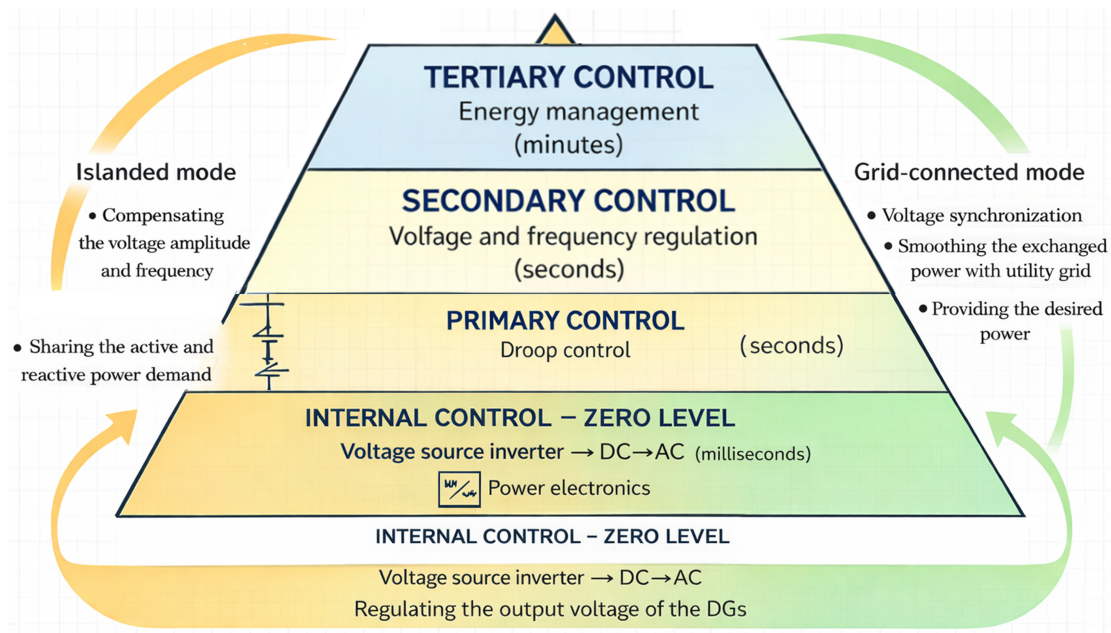 TERTIARY CONTROL
Energy management
(minutes)
SECONDARY CONTROL
Volfage and frequency regulation
(seconds)
PRIMARY CONTROL
Droop control
(seconds)
INTERNAL CONTROL – ZERO LEVEL
Voltage source inverter → DC→AC (milliseconds)
Power electronics
INTERNAL CONTROL – ZERO LEVEL
Voltage source inverter → DC→AC
Regulating the output voltage of the DGs
Islanded mode
• Compensating
the voltage amplitude
and frequency
• Sharing the active and
reactive power demand
Grid-connected mode
• Voltage synchronization
• Smoothing the exchanged
power with utility grid
• Providing the desired
power